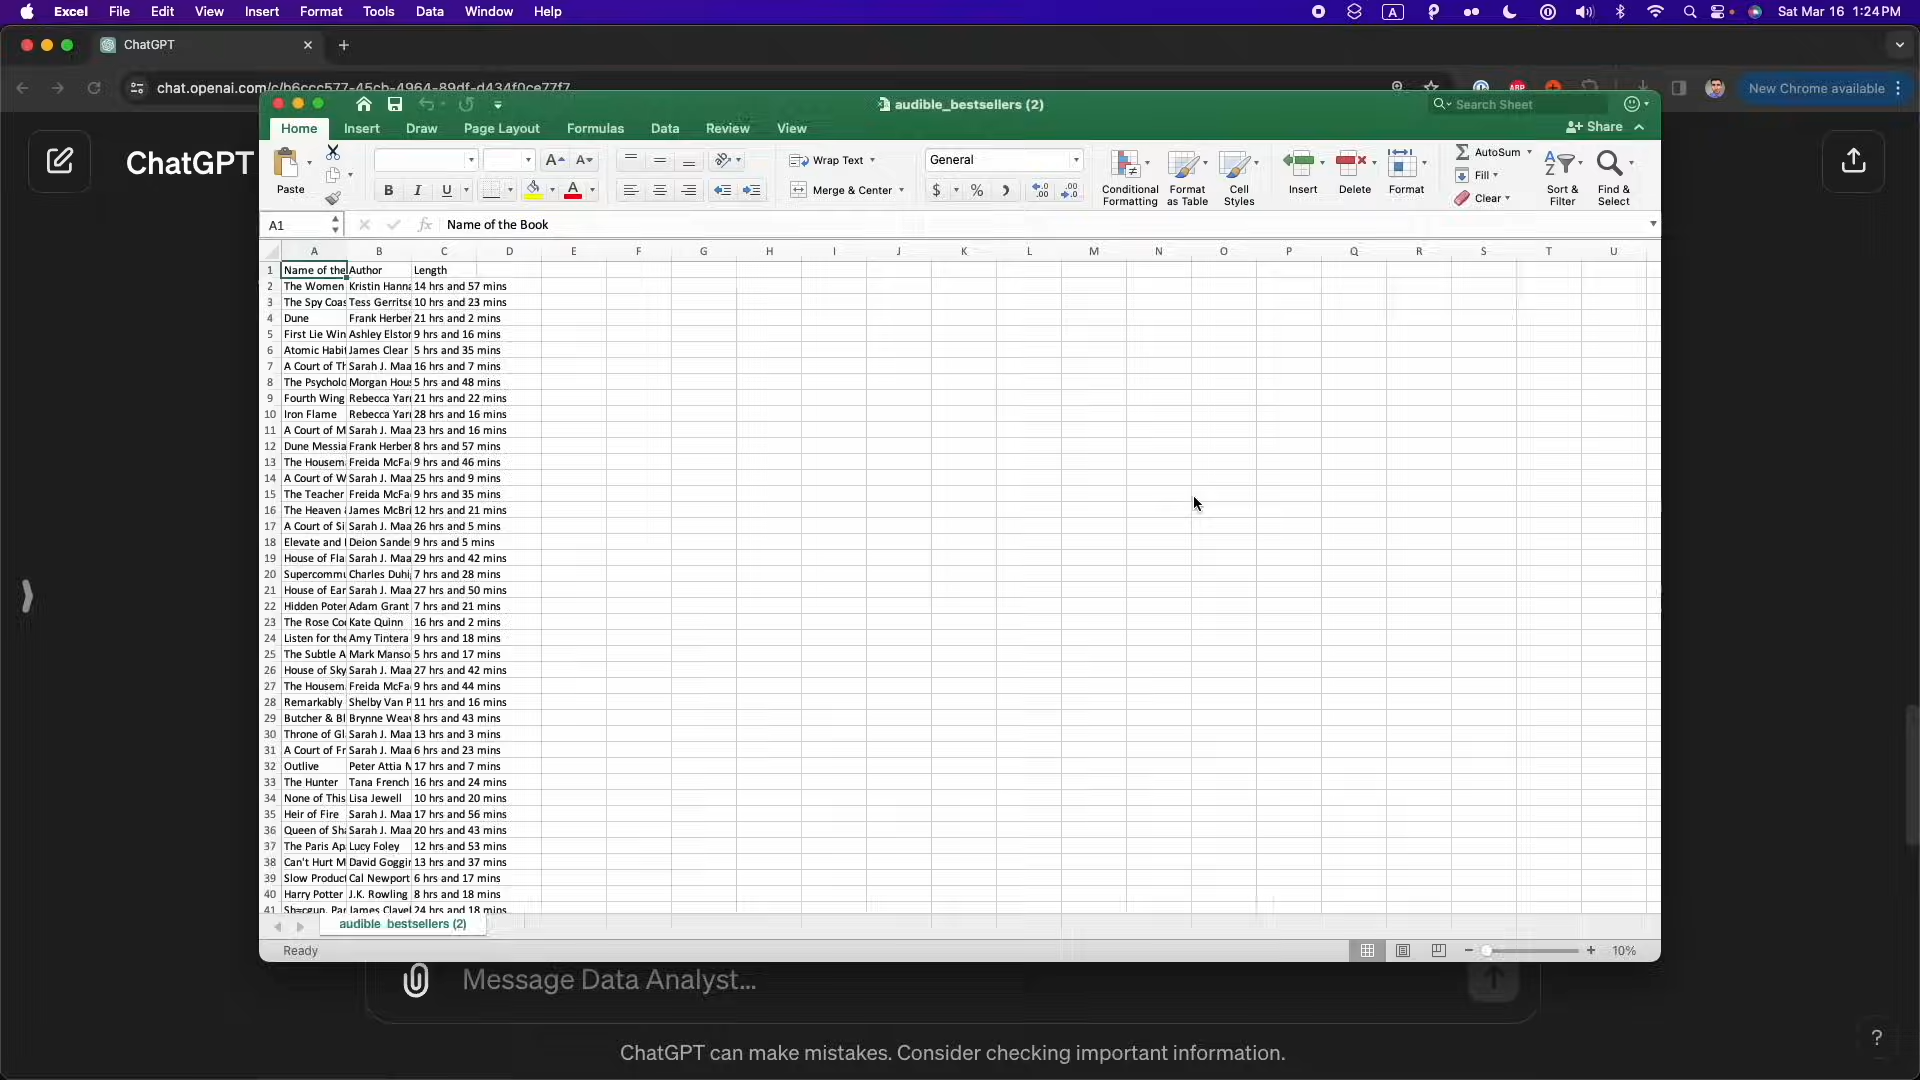 Excel File Edit View Insert Format Tools Data Window Help A Sat Mar 16 1:24 PM
ChatGPT
chat.openai.com/c/b6ccc577-45cb-4964-89df-d434f0ce77f7 ABP New Chrome available
audible_bestsellers (2) Search Sheet
Home Insert Draw Page Layout Formulas Data Review View Share
ChatGPT
Paste B I U A A A Wrap Text Merge & Center General $ % Conditional Formatting Format as Table Cell Styles Insert Delete Format AutoSum Fill Clear Sort & Filter Find & Select
A1 fx Name of the Book
A B C D E F G H I J K L M N O P Q R S T U
1 Name of the Author Length
2 The Women Kristin Hanna 14 hrs and 57 mins
3 The Spy Coas Tess Gerritse 10 hrs and 23 mins
4 Dune Frank Herber 21 hrs and 2 mins
5 First Lie Win Ashley Elstor 9 hrs and 16 mins
6 Atomic Habit James Clear 5 hrs and 35 mins
7 A Court of Th Sarah J. Maa 16 hrs and 7 mins
8 The Psycholo Morgan Hous 5 hrs and 48 mins
9 Fourth Wing Rebecca Yarr 21 hrs and 22 mins
10 Iron Flame Rebecca Yarr 28 hrs and 16 mins
11 A Court of M Sarah J. Maa 23 hrs and 16 mins
12 Dune Messia Frank Herber 8 hrs and 57 mins
13 The Housem Freida McFa 9 hrs and 46 mins
14 A Court of W Sarah J. Maa 25 hrs and 9 mins
15 The Teacher Freida McFa 9 hrs and 35 mins
16 The Heaven James McBri 12 hrs and 21 mins
17 A Court of Si Sarah J. Maa 26 hrs and 5 mins
18 Elevate and Deion Sande 9 hrs and 5 mins
19 House of Fla Sarah J. Maa 29 hrs and 42 mins
20 Supercommu Charles Duhi 7 hrs and 28 mins
21 House of Ear Sarah J. Maa 27 hrs and 50 mins
22 Hidden Poter Adam Grant 7 hrs and 21 mins
23 The Rose Co Kate Quinn 16 hrs and 2 mins
24 Listen for the Amy Tintera 9 hrs and 18 mins
25 The Subtle A Mark Manso 5 hrs and 17 mins
26 House of Sky Sarah J. Maa 27 hrs and 42 mins
27 The Housem Freida McFa 9 hrs and 44 mins
28 Remarkably Shelby Van P 11 hrs and 16 mins
29 Butcher & Bl Brynne Weav 8 hrs and 43 mins
30 Throne of Gl Sarah J. Maa 13 hrs and 3 mins
31 A Court of Fr Sarah J. Maa 6 hrs and 23 mins
32 Outlive Peter Attia M 17 hrs and 7 mins
33 The Hunter Tana French 16 hrs and 24 mins
34 None of This Lisa Jewell 10 hrs and 20 mins
35 Heir of Fire Sarah J. Maa 17 hrs and 56 mins
36 Queen of Sha Sarah J. Maa 20 hrs and 43 mins
37 The Paris Ap Lucy Foley 12 hrs and 53 mins
38 Can't Hurt M David Goggir 13 hrs and 37 mins
39 Slow Product Cal Newport 6 hrs and 17 mins
40 Harry Potter J.K. Rowling 8 hrs and 18 mins
41 Shōgun, Par James Clavel 24 hrs and 18 mins
audible_bestsellers (2)
Ready 10%
Message Data Analyst...
ChatGPT can make mistakes. Consider checking important information. ?